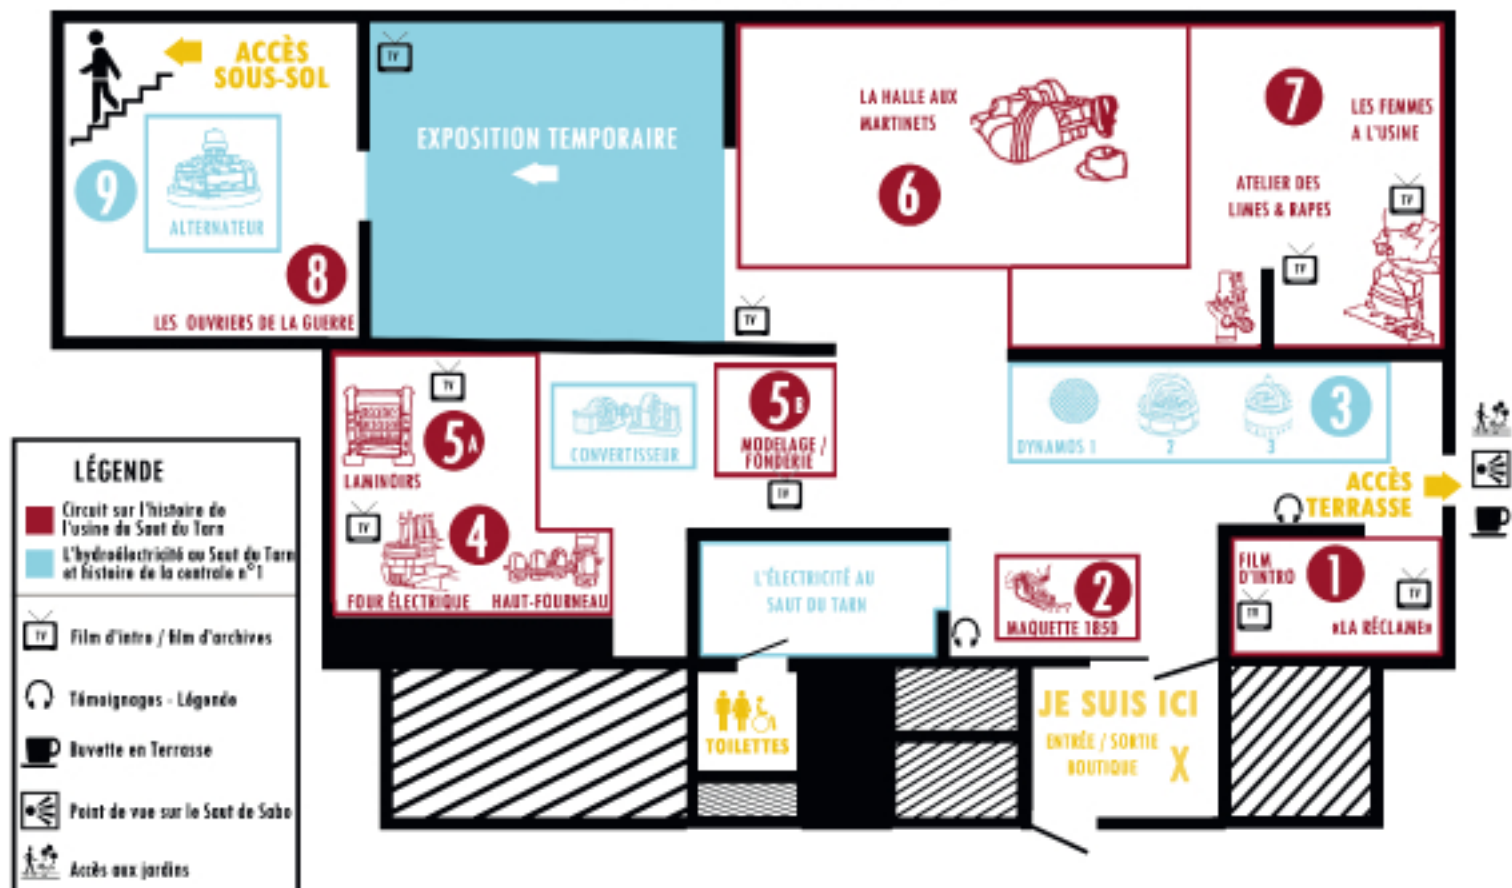 ACCÈS
SOUS-SOL
9
ALTERNATEUR
8
LES OUVRIERS DE LA GUERRE
TV
EXPOSITION TEMPORAIRE
TV
LA HALLE AUX
MARTINETS
6
7
LES FEMMES
A L'USINE
ATELIER DES
LIMES & RAPES
TV
TV
TV
5A
LAMINOIRS
TV
4
FOUR ÉLECTRIQUE
HAUT-FOURNEAU
CONVERTISSEUR
5B
MODELAGE /
FONDERIE
TV
DYNAMOS 1
2
3
3
ACCÈS
TERRASSE
L'ÉLECTRICITÉ AU
SAUT DU TARN
2
MAQUETTE 1850
FILM
D'INTRO
1
TV
TV
«LA RÉCLAME»
TOILETTES
JE SUIS ICI
ENTRÉE / SORTIE
BOUTIQUE
X
LÉGENDE
Circuit sur l'histoire de
l'usine du Saut du Tarn
L'hydroélectricité au Saut du Tarn
et histoire de la centrale n°1
TV
Film d'intro / film d'archives
Témoignages - Légende
Buvette en Terrasse
Point de vue sur le Saut de Sabo
Accès aux jardins